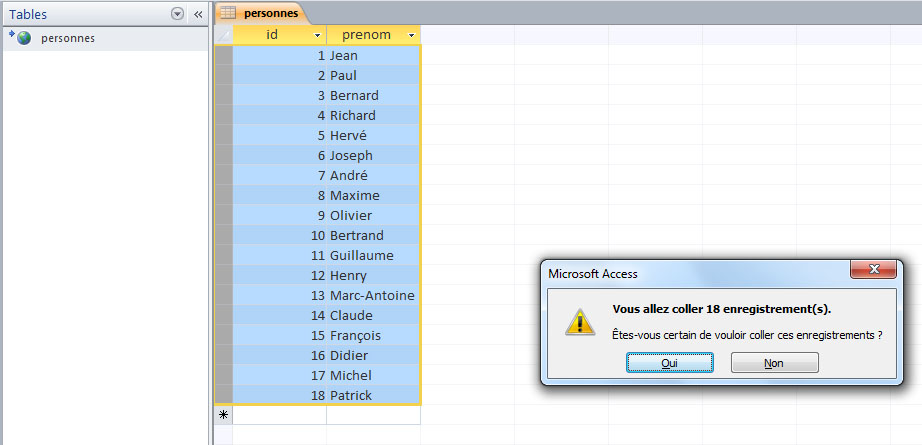 Tables
personnes
personnes
id prenom
1 Jean
2 Paul
3 Bernard
4 Richard
5 Hervé
6 Joseph
7 André
8 Maxime
9 Olivier
10 Bertrand
11 Guillaume
12 Henry
13 Marc-Antoine
14 Claude
15 François
16 Didier
17 Michel
18 Patrick
Microsoft Access
Vous allez coller 18 enregistrement(s).
Êtes-vous certain de vouloir coller ces enregistrements ?
Oui Non